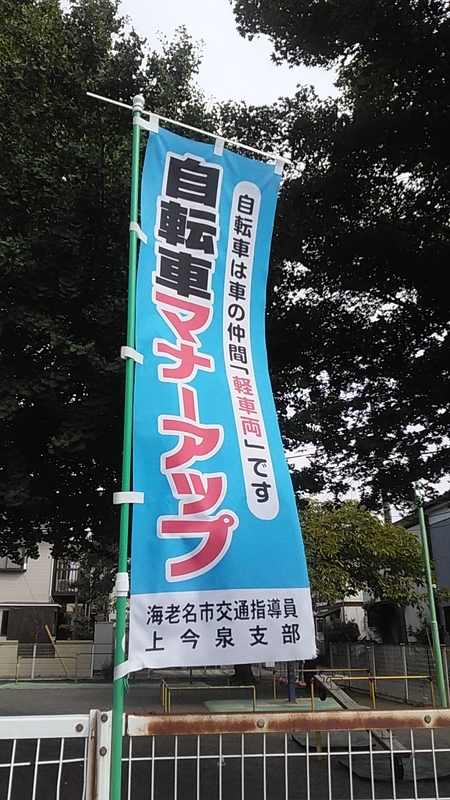 自転車は車の仲間「軽車両」です
自転車マナーアップ
海老名市交通指導員
上今泉支部